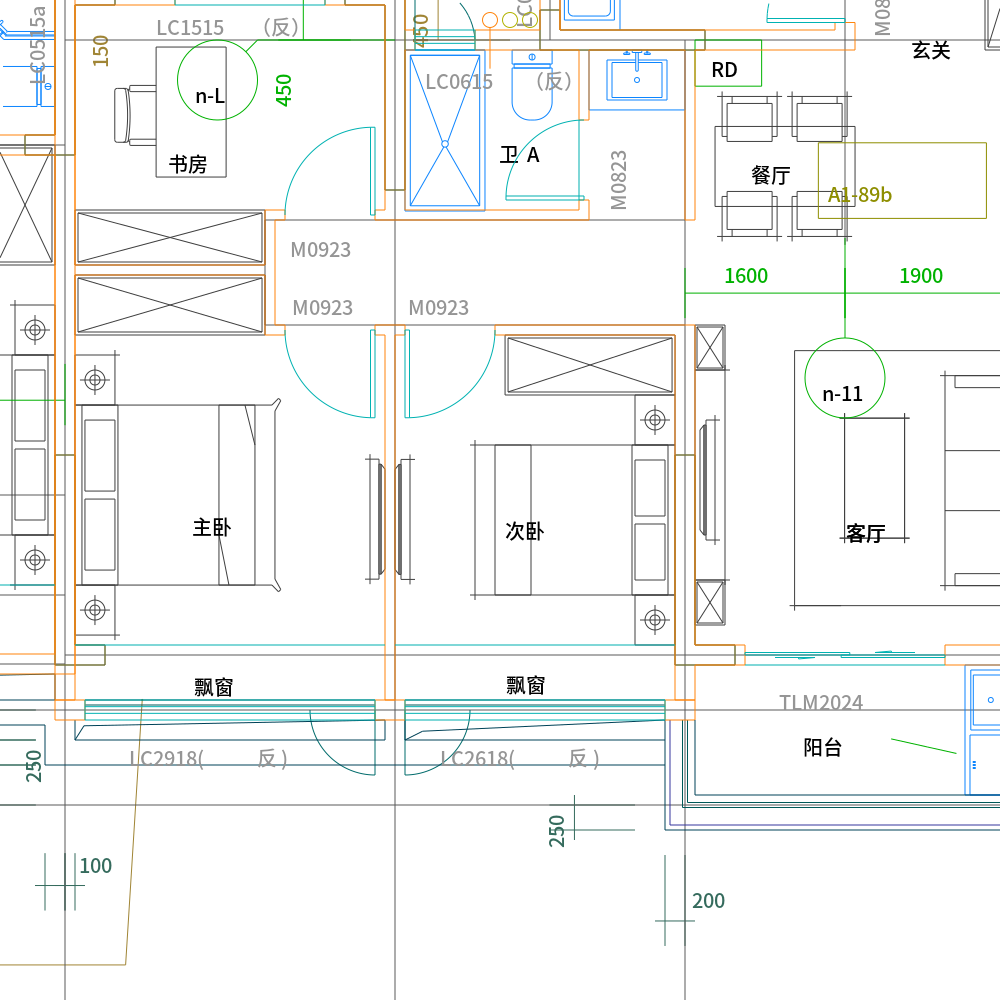 LC0515a
150
LC1515 （反）
450
n-L
450
书房
LC0615 （反）
卫 A
M0823
RD
M08
玄关
餐厅
A1-89b
M0923
M0923
M0923
1600
1900
n-11
主卧
次卧
客厅
飘窗
飘窗
TLM2024
阳台
LC2918( 反 )
LC2618( 反 )
250
250
100
200